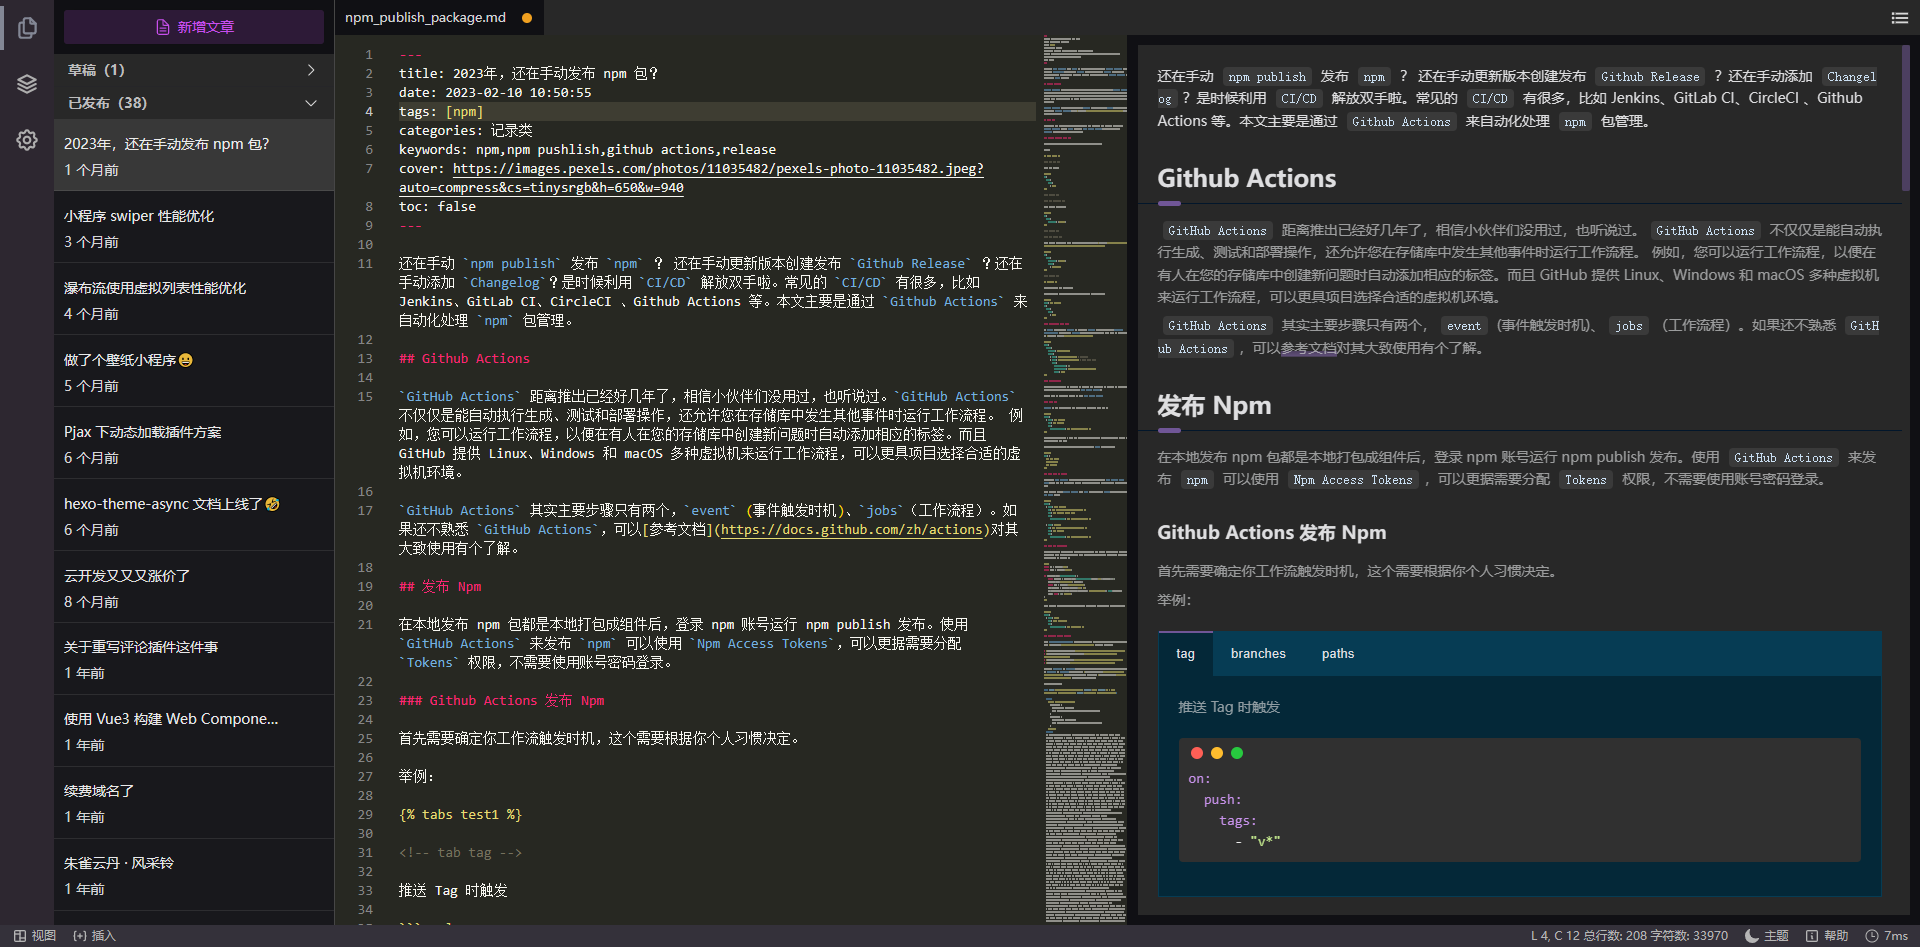 新增文章
草稿（1）
已发布（38）
2023年，还在手动发布 npm 包？
1 个月前
小程序 swiper 性能优化
3 个月前
瀑布流使用虚拟列表性能优化
4 个月前
做了个壁纸小程序😀
5 个月前
Pjax 下动态加载插件方案
6 个月前
hexo-theme-async 文档上线了🤣
6 个月前
云开发又又又涨价了
8 个月前
关于重写评论插件这件事
1 年前
使用 Vue3 构建 Web Compone...
1 年前
续费域名了
1 年前
朱雀云丹 · 风采铃
1 年前
npm_publish_package.md
1 ---
2 title: 2023年，还在手动发布 npm 包？
3 date: 2023-02-10 10:50:55
4 tags: [npm]
5 categories: 记录类
6 keywords: npm,npm pushlish,github actions,release
7 cover: https://images.pexels.com/photos/11035482/pexels-photo-11035482.jpeg?
auto=compress&cs=tinysrgb&h=650&w=940
8 toc: false
9 ---
10
11 还在手动 `npm publish` 发布 `npm` ？ 还在手动更新版本创建发布 `Github Release` ？还在
手动添加 `Changelog`？是时候利用 `CI/CD` 解放双手啦。常见的 `CI/CD` 有很多，比如
Jenkins、GitLab CI、CircleCI 、Github Actions 等。本文主要是通过 `Github Actions` 来
自动化处理 `npm` 包管理。
12
13 ## Github Actions
14
15 `GitHub Actions` 距离推出已经好几年了，相信小伙伴们没用过，也听说过。`GitHub Actions`
不仅仅是能自动执行生成、测试和部署操作，还允许您在存储库中发生其他事件时运行工作流程。 例
如，您可以运行工作流程，以便在有人在您的存储库中创建新问题时自动添加相应的标签。而且
GitHub 提供 Linux、Windows 和 macOS 多种虚拟机来运行工作流程，可以更具项目选择合适的虚
拟机环境。
16
17 `GitHub Actions` 其实主要步骤只有两个，`event` (事件触发时机)、`jobs`（工作流程）。如
果还不熟悉 `GitHub Actions`，可以[参考文档](https://docs.github.com/zh/actions)对其
大致使用有个了解。
18
19 ## 发布 Npm
20
21 在本地发布 npm 包都是本地打包成组件后，登录 npm 账号运行 npm publish 发布。使用
`GitHub Actions` 来发布 `npm` 可以使用 `Npm Access Tokens`，可以更据需要分配
`Tokens` 权限，不需要使用账号密码登录。
22
23 ### Github Actions 发布 Npm
24
25 首先需要确定你工作流触发时机，这个需要根据你个人习惯决定。
26
27 举例：
28
29 {% tabs test1 %}
30
31 <!-- tab tag -->
32
33 推送 Tag 时触发
34
还在手动 npm publish 发布 npm ？ 还在手动更新版本创建发布 Github Release ？还在手动添加 Changel
og ？是时候利用 CI/CD 解放双手啦。常见的 CI/CD 有很多，比如 Jenkins、GitLab CI、CircleCI 、Github
Actions 等。本文主要是通过 Github Actions 来自动化处理 npm 包管理。
Github Actions
GitHub Actions 距离推出已经好几年了，相信小伙伴们没用过，也听说过。 GitHub Actions 不仅仅是能自动执
行生成、测试和部署操作，还允许您在存储库中发生其他事件时运行工作流程。 例如，您可以运行工作流程，以便在
有人在您的存储库中创建新问题时自动添加相应的标签。而且 GitHub 提供 Linux、Windows 和 macOS 多种虚拟机
来运行工作流程，可以更具项目选择合适的虚拟机环境。
GitHub Actions 其实主要步骤只有两个， event (事件触发时机)、 jobs （工作流程）。如果还不熟悉 GitH
ub Actions ，可以参考文档对其大致使用有个了解。
发布 Npm
在本地发布 npm 包都是本地打包成组件后，登录 npm 账号运行 npm publish 发布。使用 GitHub Actions 来发
布 npm 可以使用 Npm Access Tokens ，可以更据需要分配 Tokens 权限，不需要使用账号密码登录。
Github Actions 发布 Npm
首先需要确定你工作流触发时机，这个需要根据你个人习惯决定。
举例：
tag branches paths
推送 Tag 时触发
on:
push:
tags:
- "v*"
视图 插入
L 4, C 12 总行数: 208 字符数: 33970 主题 帮助 7ms